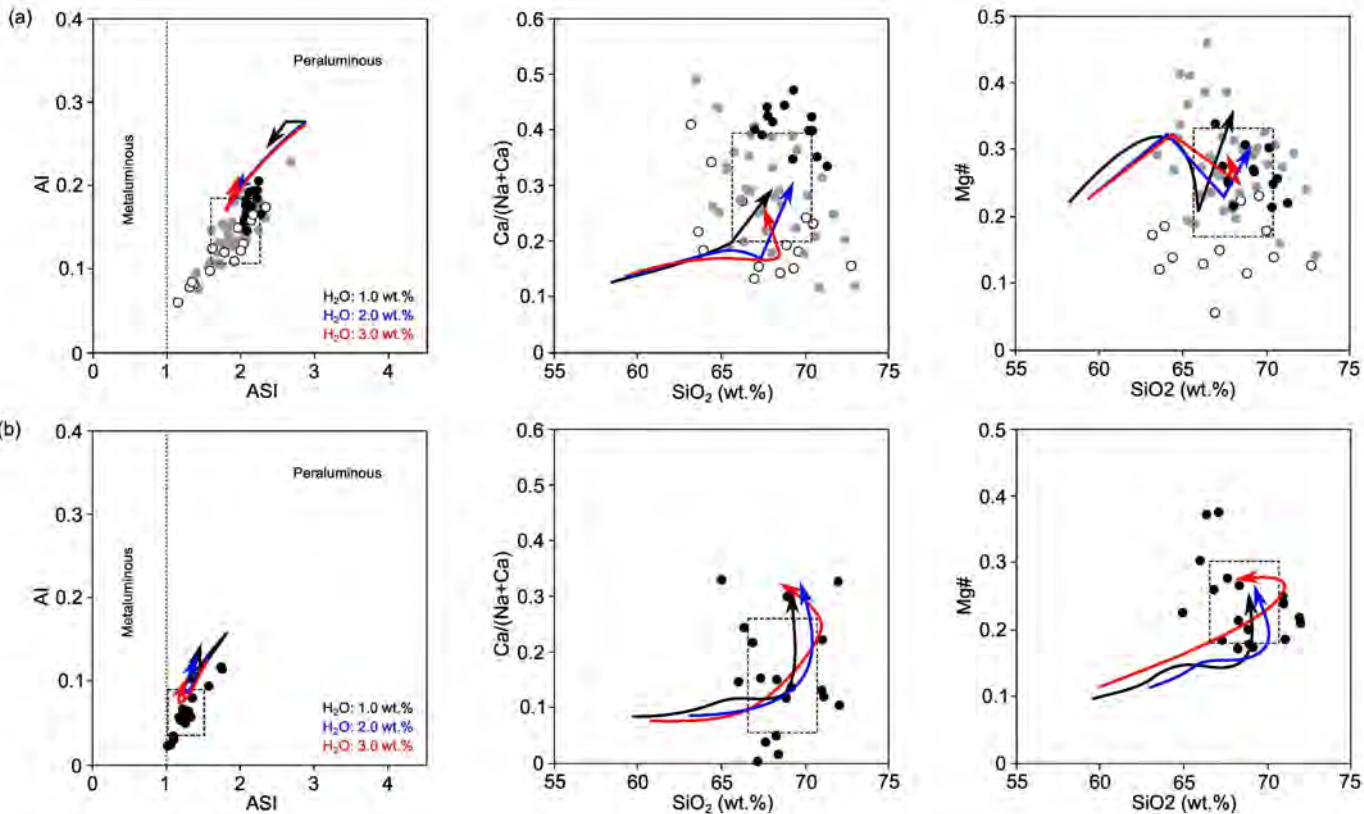 (a)
0.4
0.3
0.2
0.1
0
AI
Metaluminous
Peraluminous
H₂O: 1.0 wt.%
H₂O: 2.0 wt.%
H₂O: 3.0 wt.%
0 1 2 3 4
ASI
0.6
0.5
0.4
0.3
0.2
0.1
0
Ca/(Na+Ca)
55 60 65 70 75
SiO₂ (wt.%)
0.5
0.4
0.3
0.2
0.1
0
Mg#
55 60 65 70 75
SiO2 (wt.%)
(b)
0.4
0.3
0.2
0.1
0
AI
Metaluminous
Peraluminous
H₂O: 1.0 wt.%
H₂O: 2.0 wt.%
H₂O: 3.0 wt.%
0 1 2 3 4
ASI
0.6
0.5
0.4
0.3
0.2
0.1
0
Ca/(Na+Ca)
55 60 65 70 75
SiO₂ (wt.%)
0.5
0.4
0.3
0.2
0.1
0
Mg#
55 60 65 70 75
SiO2 (wt.%)